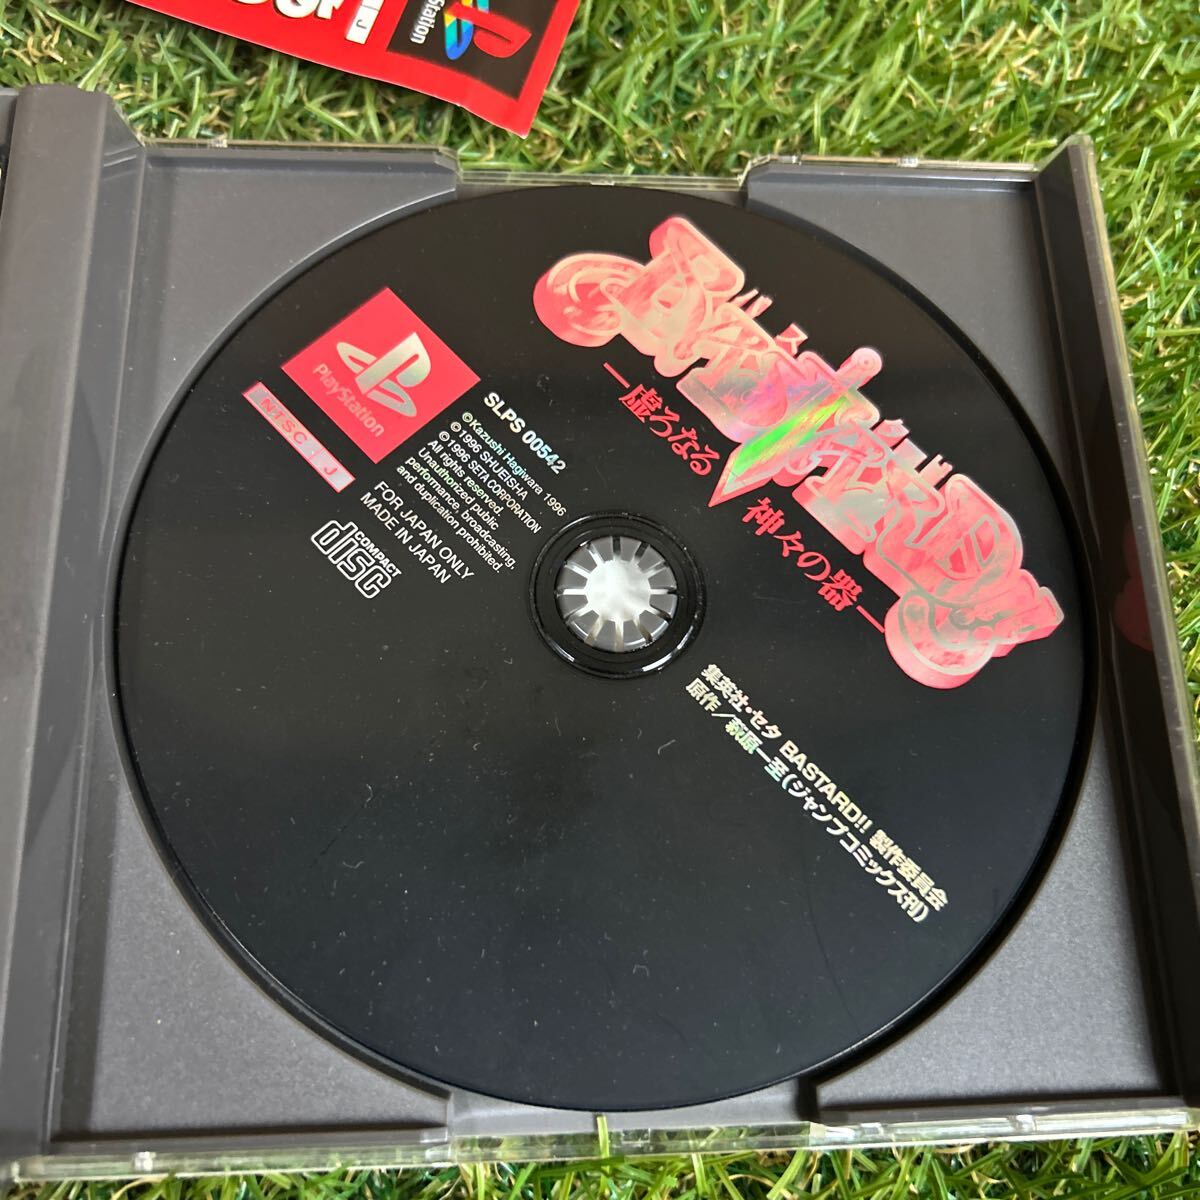 Station
J
バスタード
BASTARD!!
—虚ろなる 神々の器—
PlayStation
NTSC J
SLPS 00542
©Kazushi Hagiwara 1996
©1996 SHUEISHA
©1996 SETA CORPORATION
All rights reserved.
Unauthorized public
performance, broadcasting,
and duplication prohibited.
FOR JAPAN ONLY
MADE IN JAPAN
COMPACT
disc
集英社・セタ BASTARD!! 製作委員会
原作／萩原一至(ジャンプコミックス刊)